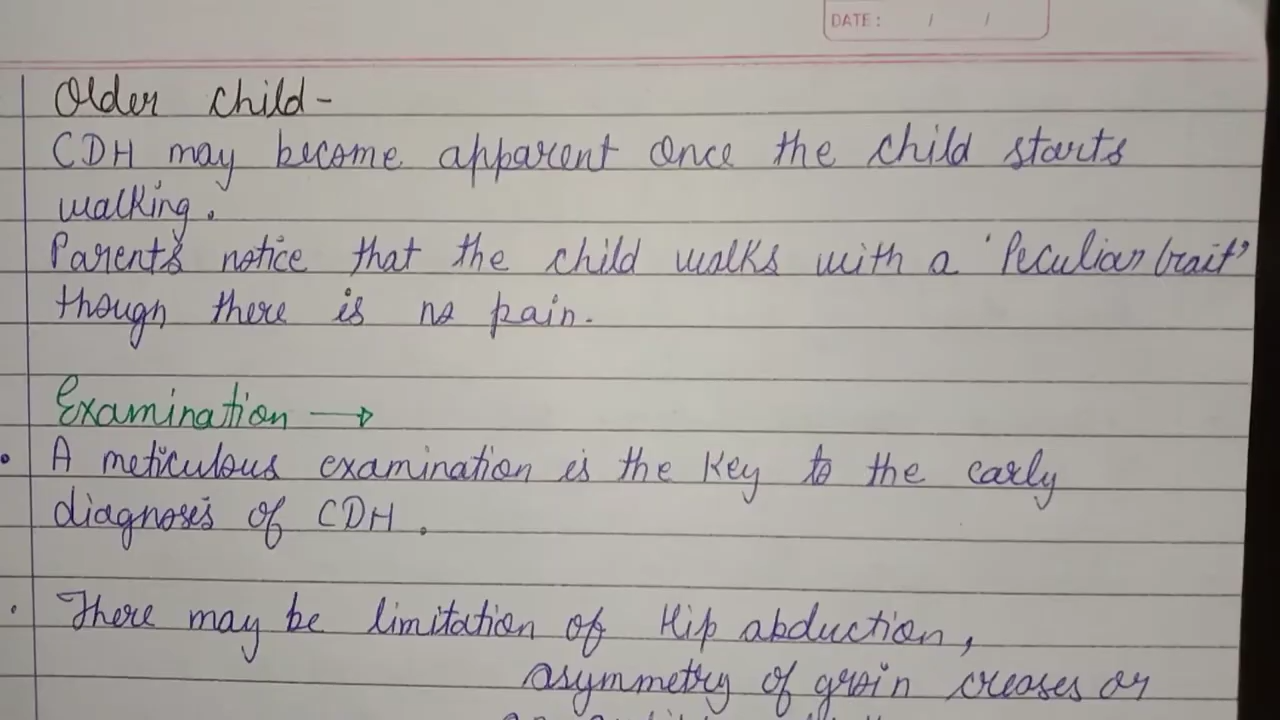 DATE: / /
Older child-
CDH may become apparent once the child starts
walking.
Parents notice that the child walks with a 'Peculiar brait'
though there is no pain.
Examination →
• A meticulous examination is the key to the early
diagnosis of CDH.
• There may be limitation of Hip abduction,
asymmetry of groin creases or